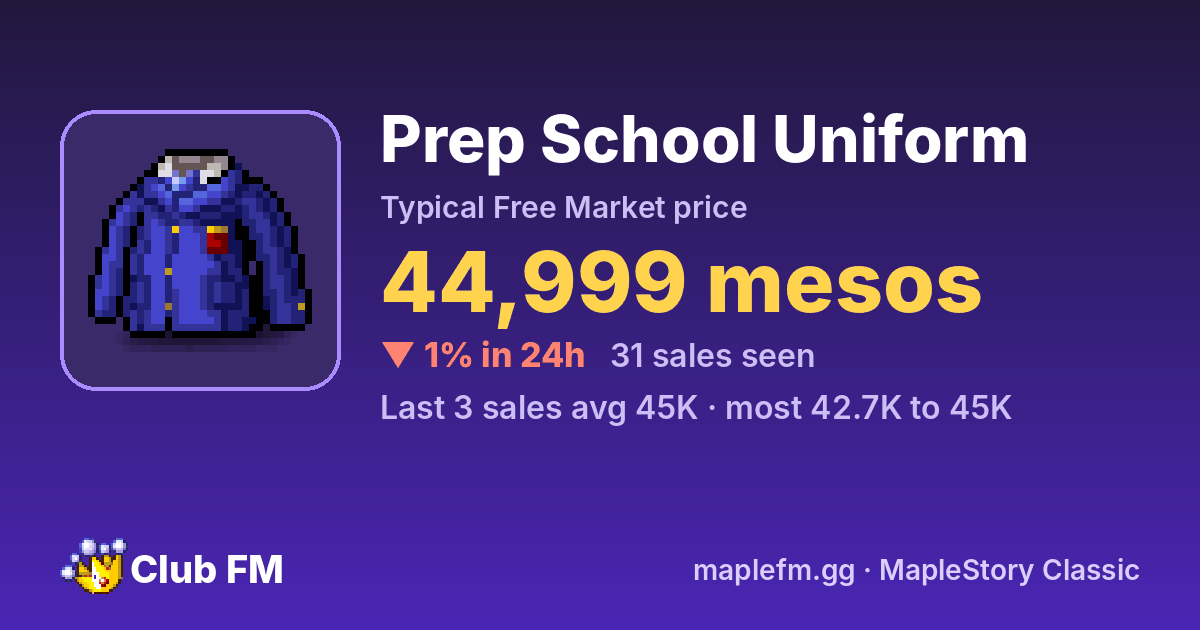 Prep School Uniform
Typical Free Market price
44,999 mesos
▼ 1% in 24h 31 sales seen
Last 3 sales avg 45K · most 42.7K to 45K
Club FM
maplefm.gg · MapleStory Classic